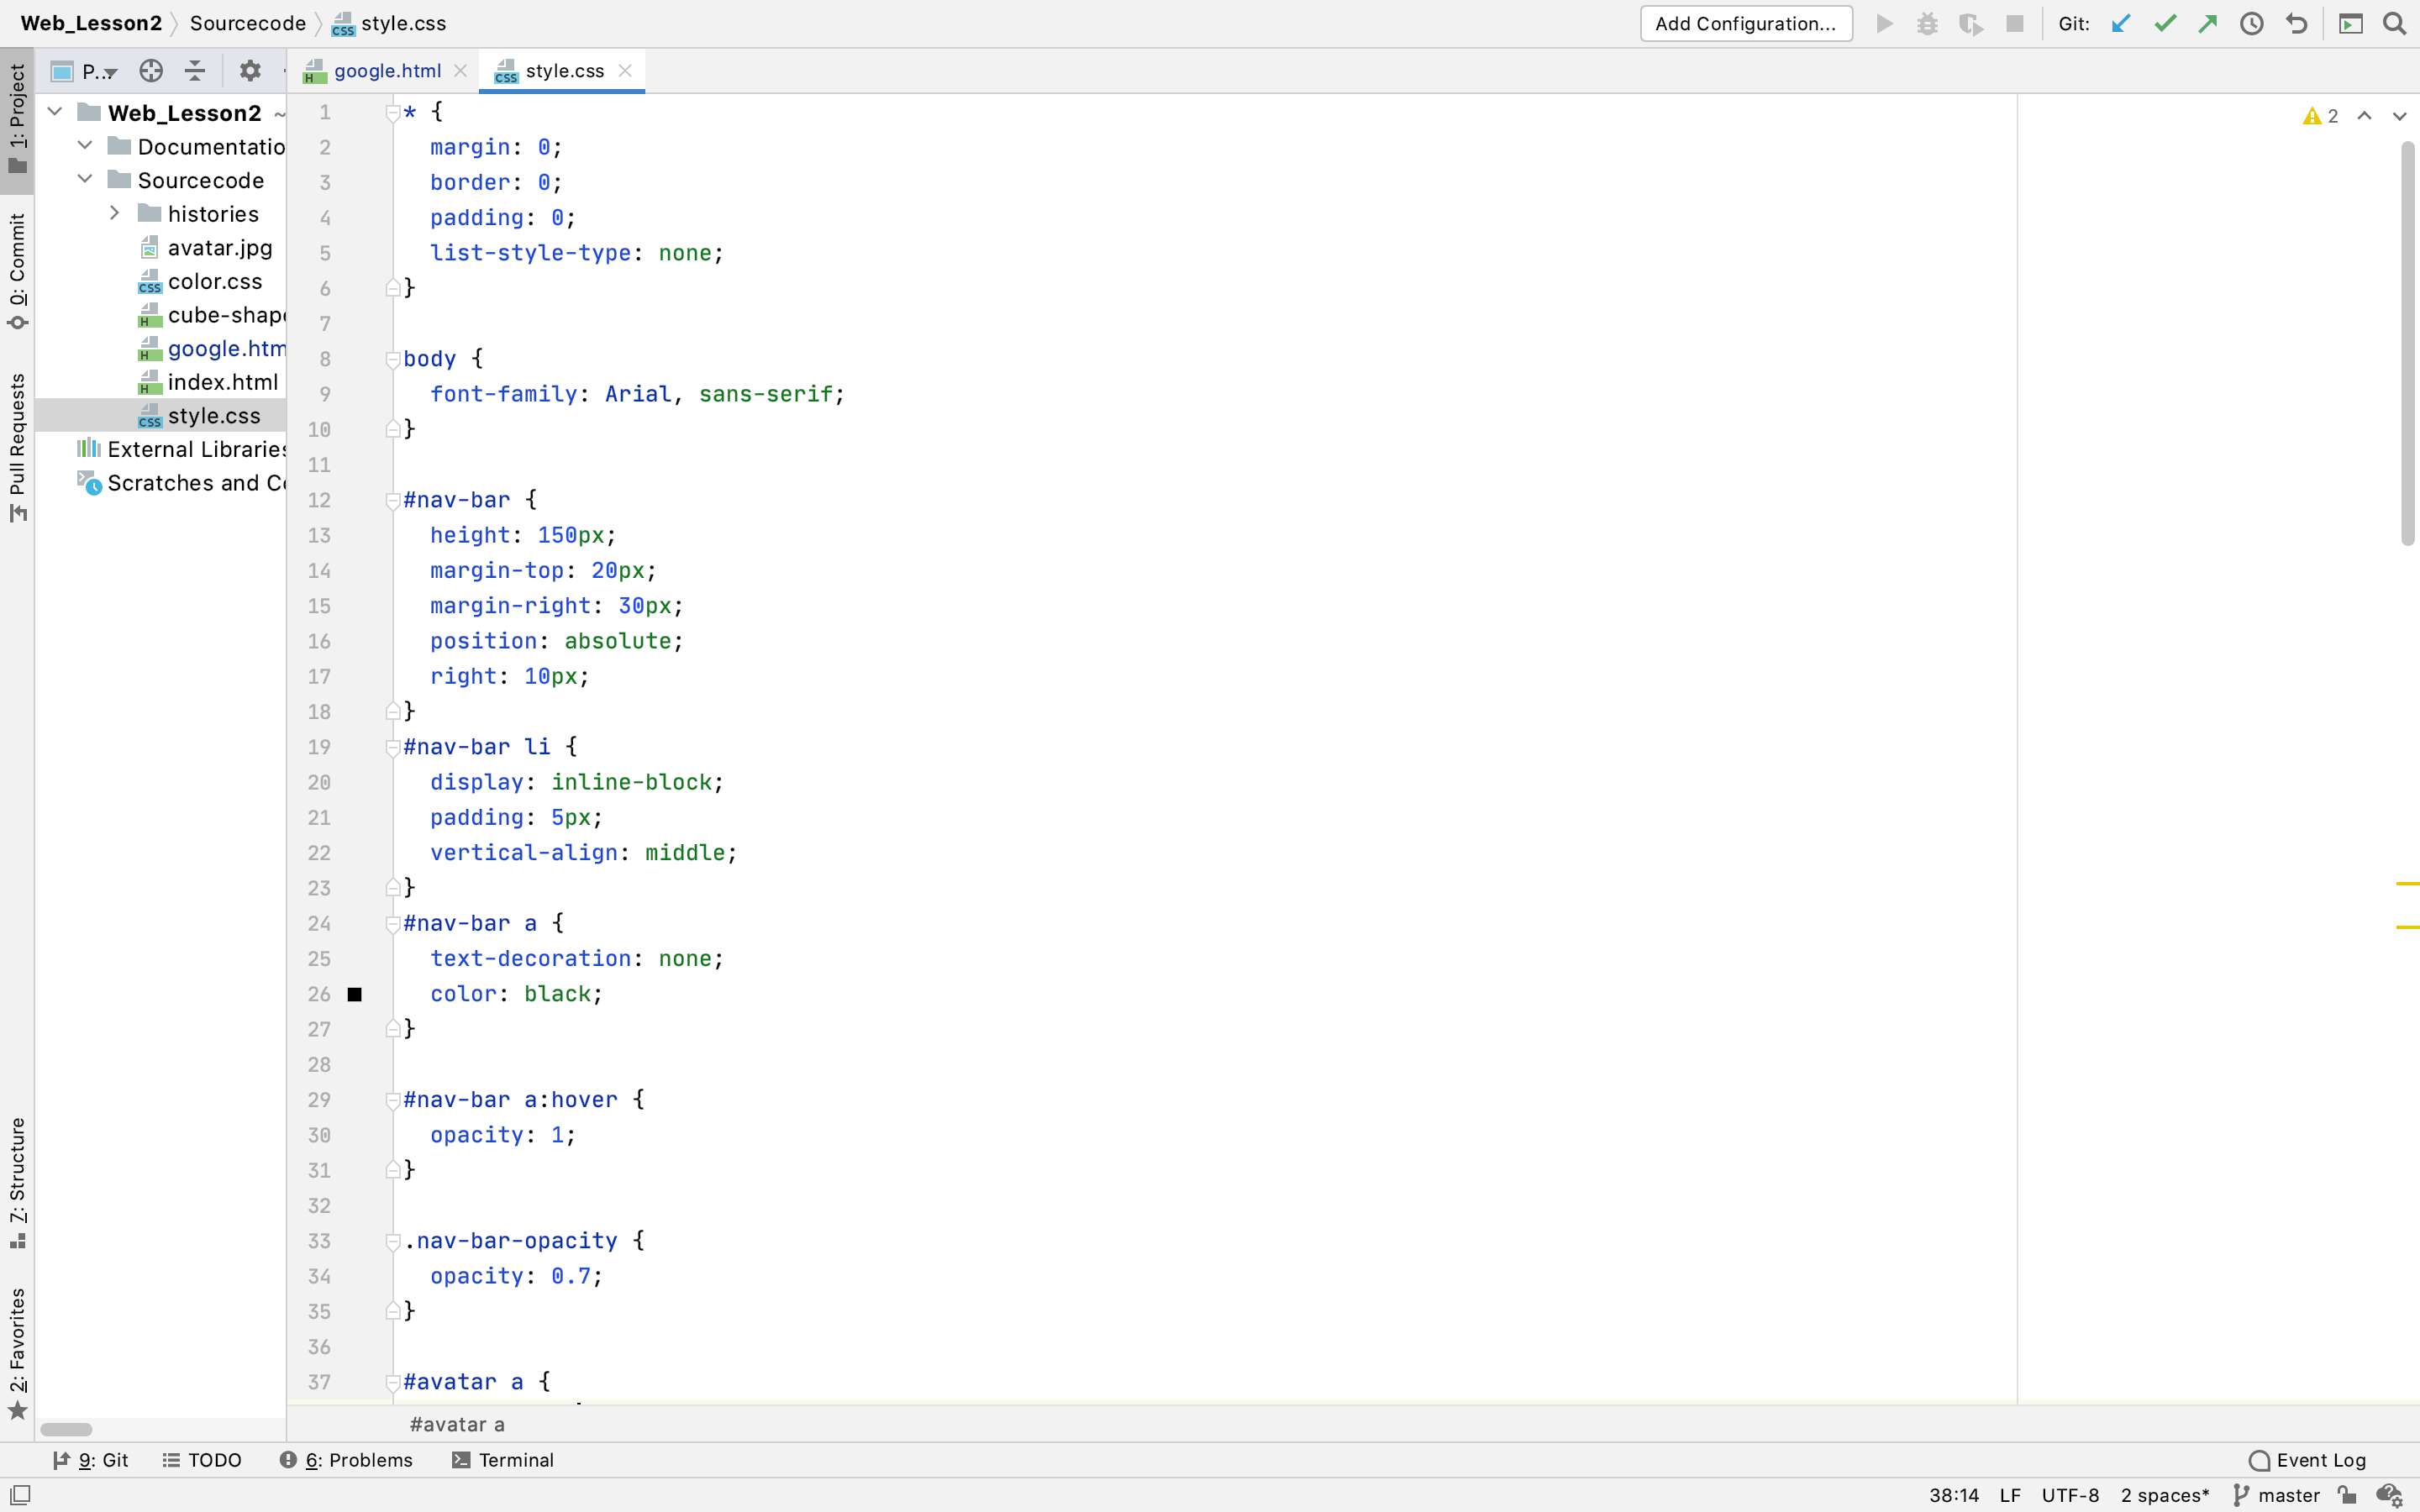 Web_Lesson2 Sourcecode style.css
Add Configuration... Git:
P...
google.html
style.css
1: Project
0: Commit
Pull Requests
7: Structure
2: Favorites
Web_Lesson2 ~
Documentatio
Sourcecode
histories
avatar.jpg
color.css
cube-shape
google.htm
index.html
style.css
External Libraries
Scratches and Co
2
1 * {
2 margin: 0;
3 border: 0;
4 padding: 0;
5 list-style-type: none;
6 }
7
8 body {
9 font-family: Arial, sans-serif;
10 }
11
12 #nav-bar {
13 height: 150px;
14 margin-top: 20px;
15 margin-right: 30px;
16 position: absolute;
17 right: 10px;
18 }
19 #nav-bar li {
20 display: inline-block;
21 padding: 5px;
22 vertical-align: middle;
23 }
24 #nav-bar a {
25 text-decoration: none;
26 color: black;
27 }
28
29 #nav-bar a:hover {
30 opacity: 1;
31 }
32
33 .nav-bar-opacity {
34 opacity: 0.7;
35 }
36
37 #avatar a {
#avatar a
9: Git TODO 6: Problems Terminal Event Log
38:14 LF UTF-8 2 spaces* master